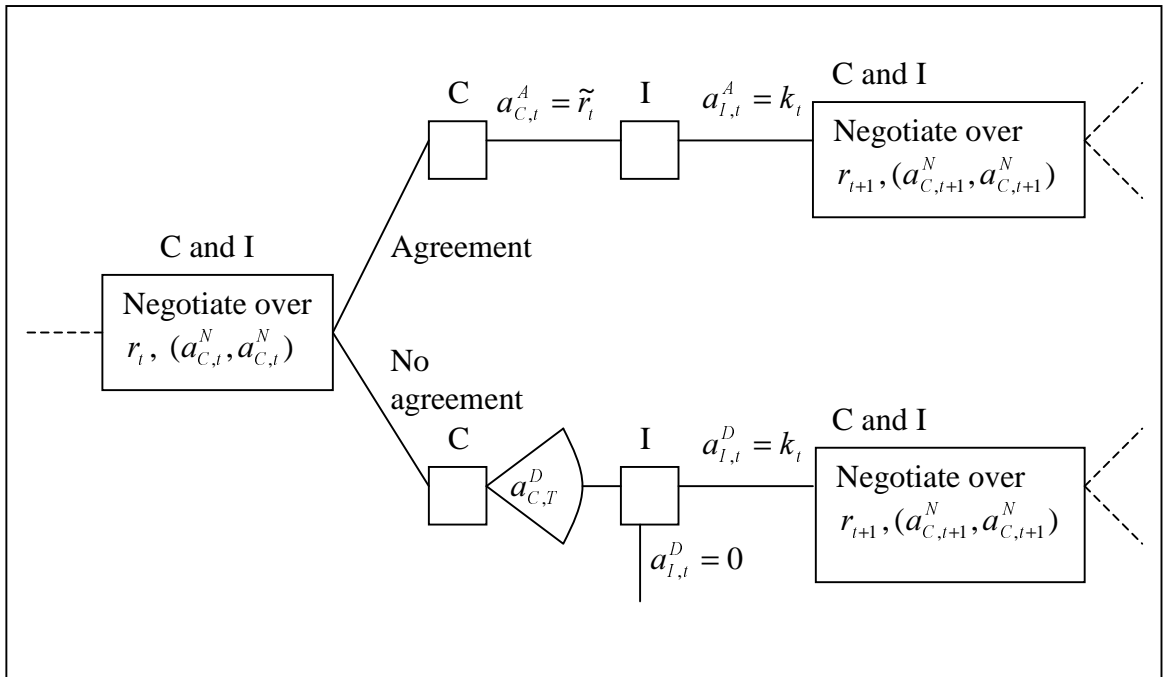 C and I
Negotiate over
r_t, (a^N_{C,t}, a^N_{C,t})
Agreement
C
a^A_{C,t} = r̃_t
I
a^A_{I,t} = k_t
C and I
Negotiate over
r_{t+1}, (a^N_{C,t+1}, a^N_{C,t+1})
No
agreement
C
a^D_{C,T}
I
a^D_{I,t} = k_t
a^D_{I,t} = 0
C and I
Negotiate over
r_{t+1}, (a^N_{C,t+1}, a^N_{C,t+1})